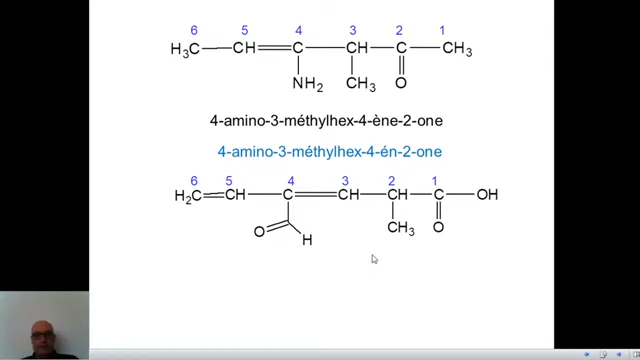 6 5 4 3 2 1
H3C CH C CH C CH3
NH2 CH3 O
4-amino-3-méthylhex-4-ène-2-one
4-amino-3-méthylhex-4-én-2-one
6 5 4 3 2 1
H2C CH C CH CH C OH
O H CH3 O